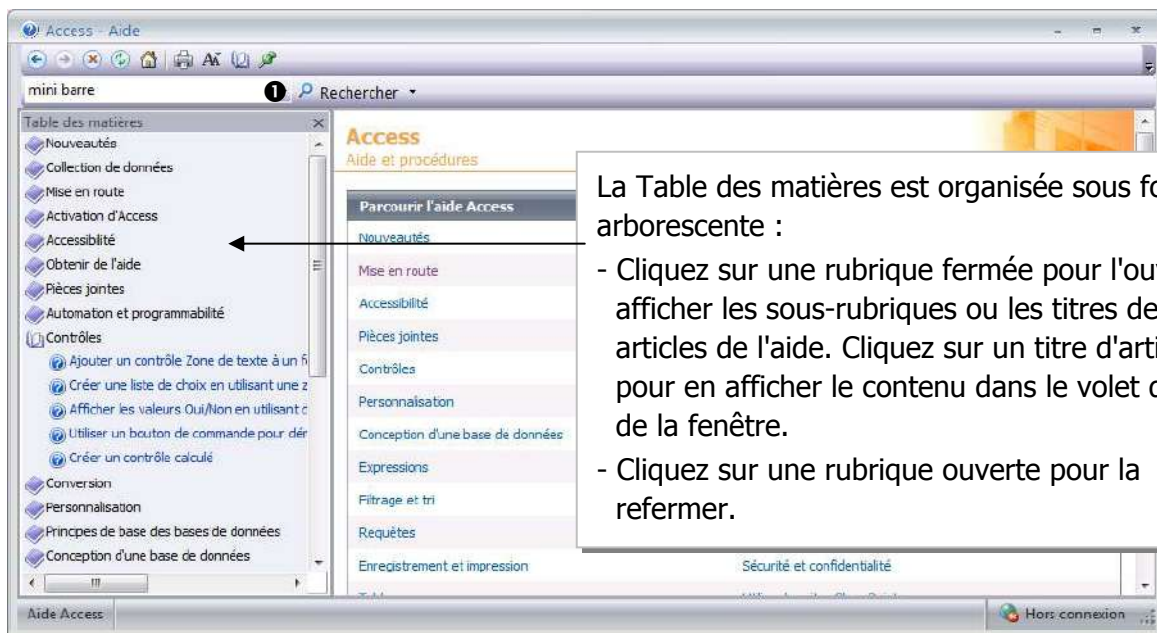 Access - Aide
mini barre
❶ Rechercher
Table des matières
Nouveautés
Collection de données
Mise en route
Activation d'Access
Accessibilité
Obtenir de l'aide
Pièces jointes
Automation et programmabilité
Contrôles
Ajouter un contrôle Zone de texte à un
Créer une liste de choix en utilisant une
Afficher les valeurs Oui/Non en utilisant
Utiliser un bouton de commande pour
Créer un contrôle calculé
Conversion
Personnalisation
Principes de base des bases de données
Conception d'une base de données
Access
Aide et procédures
Parcourir l'aide Access
Nouveautés
Mise en route
Accessibilité
Pièces jointes
Contrôles
Personnalisation
Conception d'une base de données
Expressions
Filtrage et tri
Requêtes
Enregistrement et impression
Sécurité et confidentialité
La Table des matières est organisée sous
arborescente :
- Cliquez sur une rubrique fermée pour
afficher les sous-rubriques ou les titres
articles de l'aide. Cliquez sur un titre
pour en afficher le contenu dans le volet
de la fenêtre.
- Cliquez sur une rubrique ouverte pour la
refermer.
Aide Access
Hors connexion